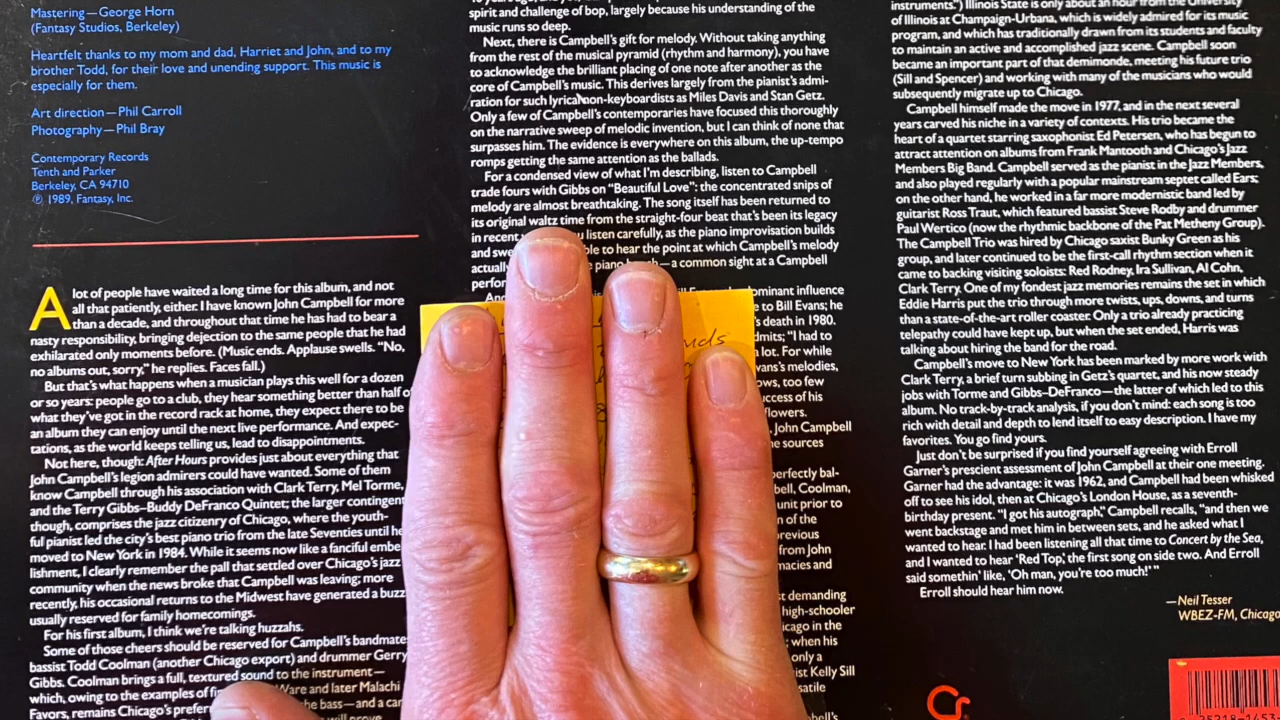 Mastering—George Horn
(Fantasy Studios, Berkeley)
Heartfelt thanks to my mom and dad, Harriet and John, and to my
brother Todd, for their love and unending support. This music is
especially for them.
Art direction—Phil Carroll
Photography—Phil Bray
Contemporary Records
Tenth and Parker
Berkeley, CA 94710
℗ 1989, Fantasy, Inc.
A lot of people have waited a long time for this album, and not
all that patiently, either. I have known John Campbell for more
than a decade, and throughout that time he has had to bear a
nasty responsibility, bringing dejection to the same people that he had
exhilarated only moments before. (Music ends. Applause swells. "No,
no albums out, sorry," he replies. Faces fall.)
But that's what happens when a musician plays this well for a dozen
or so years: people go to a club, they hear something better than half o
what they've got in the record rack at home, they expect there to be
an album they can enjoy until the next live performance. And expec-
tations, as the world keeps telling us, lead to disappointments.
Not here, though: After Hours provides just about everything that
John Campbell's legion admirers could have wanted. Some of them
know Campbell through his association with Clark Terry, Mel Torme,
and the Terry Gibbs–Buddy DeFranco Quintet; the larger contingent
though, comprises the jazz citizenry of Chicago, where the youth-
ful pianist led the city's best piano trio from the late Seventies until he
moved to New York in 1984. While it seems now like a fanciful embe
lishment, I clearly remember the pall that settled over Chicago's jazz
community when the news broke that Campbell was leaving; more
recently, his occasional returns to the Midwest have generated a buzz
usually reserved for family homecomings.
For his first album, I think we're talking huzzahs.
Some of those cheers should be reserved for Campbell's bandmate
bassist Todd Coolman (another Chicago export) and drummer Gerry
Gibbs. Coolman brings a full, textured sound to the instrument—
which, owing to the examples of Ware and later Malachi
Favors, remains Chicago's the bass—and a car
will prove
spirit and challenge of bop, largely because his understanding of the
music runs so deep.
Next, there is Campbell's gift for melody. Without taking anything
from the rest of the musical pyramid (rhythm and harmony), you have
to acknowledge the brilliant placing of one note after another as the
core of Campbell's music. This derives largely from the pianist's admi-
ration for such lyrical non-keyboardists as Miles Davis and Stan Getz.
Only a few of Campbell's contemporaries have focused this thoroughly
on the narrative sweep of melodic invention, but I can think of none that
surpasses him. The evidence is everywhere on this album, the up-tempo
romps getting the same attention as the ballads.
For a condensed view of what I'm describing, listen to Campbell
trade fours with Gibbs on "Beautiful Love": the concentrated snips of
melody are almost breathtaking. The song itself has been returned to
its original waltz time from the straight-four beat that's been its legacy
in recent listen carefully, as the piano improvisation builds
and to hear the point at which Campbell's melody
actually piano —a common sight at a Campbell
dominant influence
to Bill Evans; he
death in 1980.
"I had to
nds
lot. For while
melodies,
too few
of his
flowers.
John Campbell
sources
bal-
Coolman,
unit prior to
of the
from John
and
demanding
high-schooler
in the
when his
only a
Kelly Sill
instruments.") Illinois State is only about an hour from the University
of Illinois at Champaign-Urbana, which is widely admired for its music
program, and which has traditionally drawn from its students and faculty
to maintain an active and accomplished jazz scene. Campbell soon
became an important part of that demimonde, meeting his future trio
(Sill and Spencer) and working with many of the musicians who would
subsequently migrate up to Chicago.
Campbell himself made the move in 1977, and in the next several
years carved his niche in a variety of contexts. His trio became the
heart of a quartet starring saxophonist Ed Petersen, who has begun to
attract attention on albums from Frank Mantooth and Chicago's Jazz
Members Big Band. Campbell served as the pianist in the Jazz Members,
and also played regularly with a popular mainstream septet called Ears;
on the other hand, he worked in a far more modernistic band led by
guitarist Ross Traut, which featured bassist Steve Rodby and drummer
Paul Wertico (now the rhythmic backbone of the Pat Metheny Group).
The Campbell Trio was hired by Chicago saxist Bunky Green as his
group, and later continued to be the first-call rhythm section when it
came to backing visiting soloists: Red Rodney, Ira Sullivan, Al Cohn,
Clark Terry. One of my fondest jazz memories remains the set in which
Eddie Harris put the trio through more twists, ups, downs, and turns
than a state-of-the-art roller coaster. Only a trio already practicing
telepathy could have kept up, but when the set ended, Harris was
talking about hiring the band for the road.
Campbell's move to New York has been marked by more work with
Clark Terry, a brief turn subbing in Getz's quartet, and his now steady
jobs with Torme and Gibbs–DeFranco—the latter of which led to this
album. No track-by-track analysis, if you don't mind: each song is too
rich with detail and depth to lend itself to easy description. I have my
favorites. You go find yours.
Just don't be surprised if you find yourself agreeing with Erroll
Garner's prescient assessment of John Campbell at their one meeting.
Garner had the advantage: it was 1962, and Campbell had been whisked
off to see his idol, then at Chicago's London House, as a seventh-
birthday present. "I got his autograph," Campbell recalls, "and then we
went backstage and met him in between sets, and he asked what I
wanted to hear. I had been listening all that time to Concert by the Sea,
and I wanted to hear 'Red Top,' the first song on side two. And Erroll
said somethin' like, 'Oh man, you're too much!'"
Erroll should hear him now.
—Neil Tesser
WBEZ-FM, Chicago